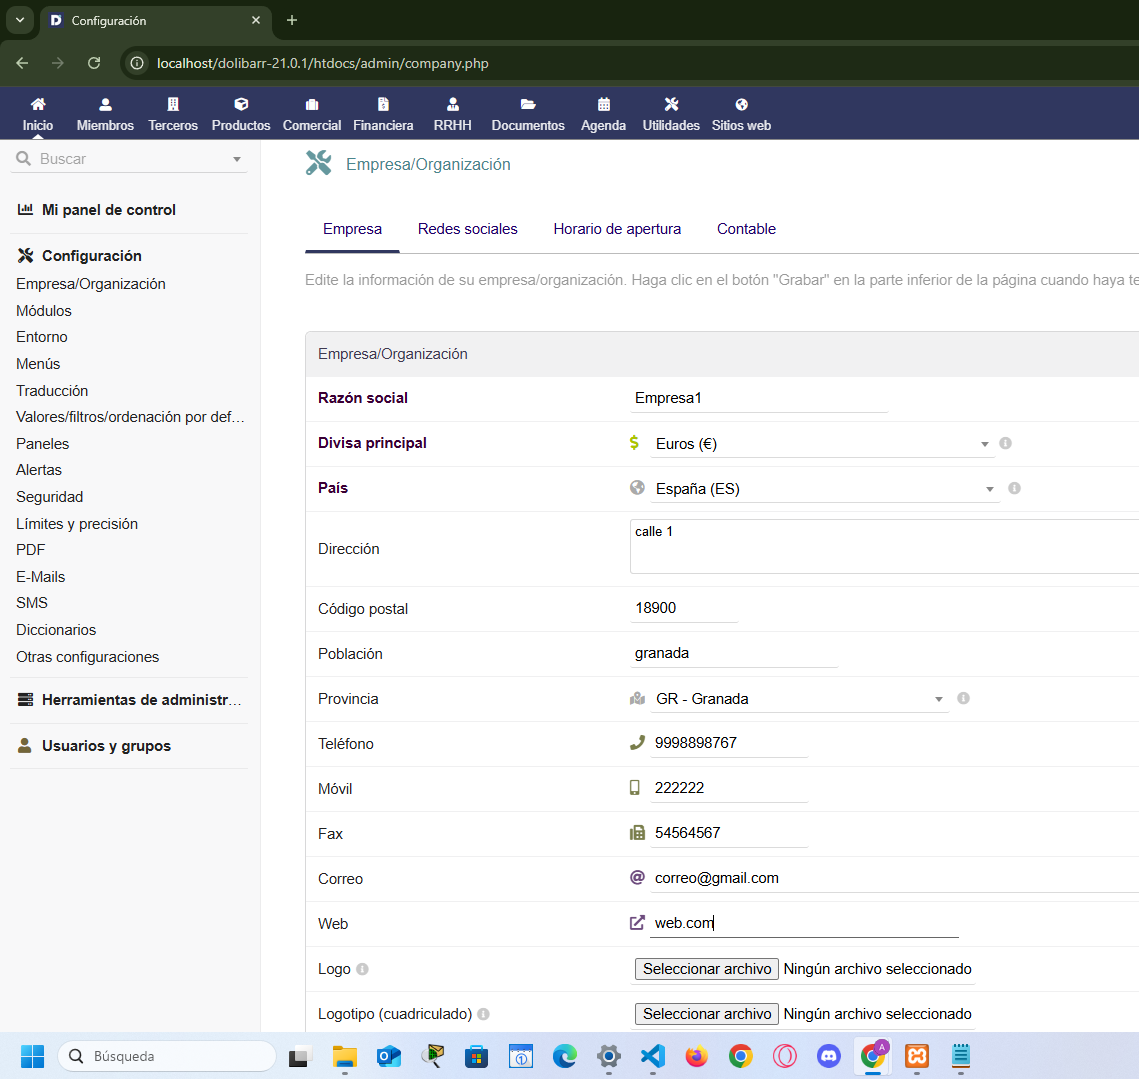 Configuración
localhost/dolibarr-21.0.1/htdocs/admin/company.php
Inicio Miembros Terceros Productos Comercial Financiera RRHH Documentos Agenda Utilidades Sitios web
Buscar
Mi panel de control
Configuración
Empresa/Organización
Módulos
Entorno
Menús
Traducción
Valores/filtros/ordenación por def...
Paneles
Alertas
Seguridad
Límites y precisión
PDF
E-Mails
SMS
Diccionarios
Otras configuraciones
Herramientas de administr...
Usuarios y grupos
Empresa/Organización
Empresa Redes sociales Horario de apertura Contable
Edite la información de su empresa/organización. Haga clic en el botón "Grabar" en la parte inferior de la página cuando haya te
Empresa/Organización
Razón social Empresa1
Divisa principal Euros (€)
País España (ES)
Dirección calle 1
Código postal 18900
Población granada
Provincia GR - Granada
Teléfono 9998898767
Móvil 222222
Fax 54564567
Correo correo@gmail.com
Web web.com
Logo Seleccionar archivo Ningún archivo seleccionado
Logotipo (cuadriculado) Seleccionar archivo Ningún archivo seleccionado
Búsqueda